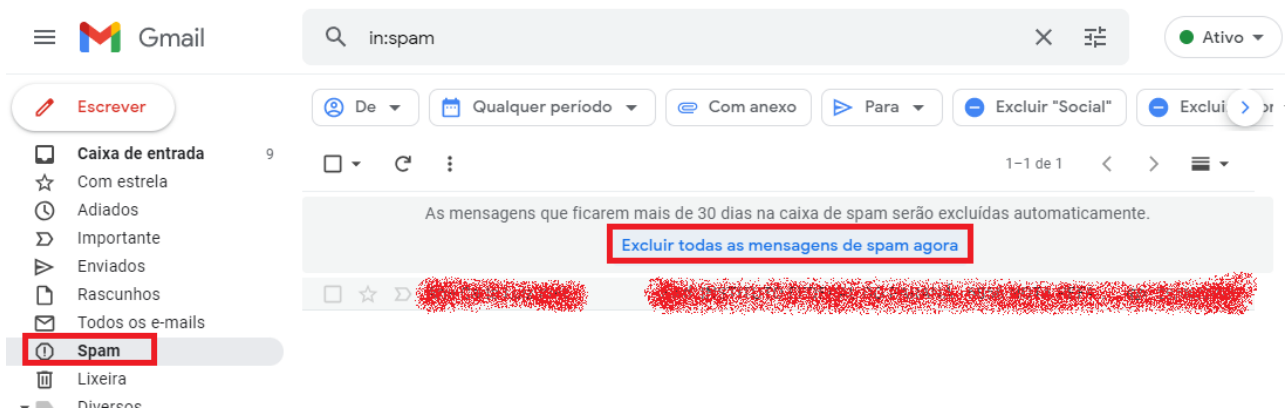 Gmail
in:spam
Ativo
Escrever
De
Qualquer período
Com anexo
Para
Excluir "Social"
Caixa de entrada 9
1–1 de 1
Com estrela
Adiados
As mensagens que ficarem mais de 30 dias na caixa de spam serão excluídas automaticamente.
Importante
Excluir todas as mensagens de spam agora
Enviados
Rascunhos
Todos os e-mails
Spam
Lixeira
Diversos